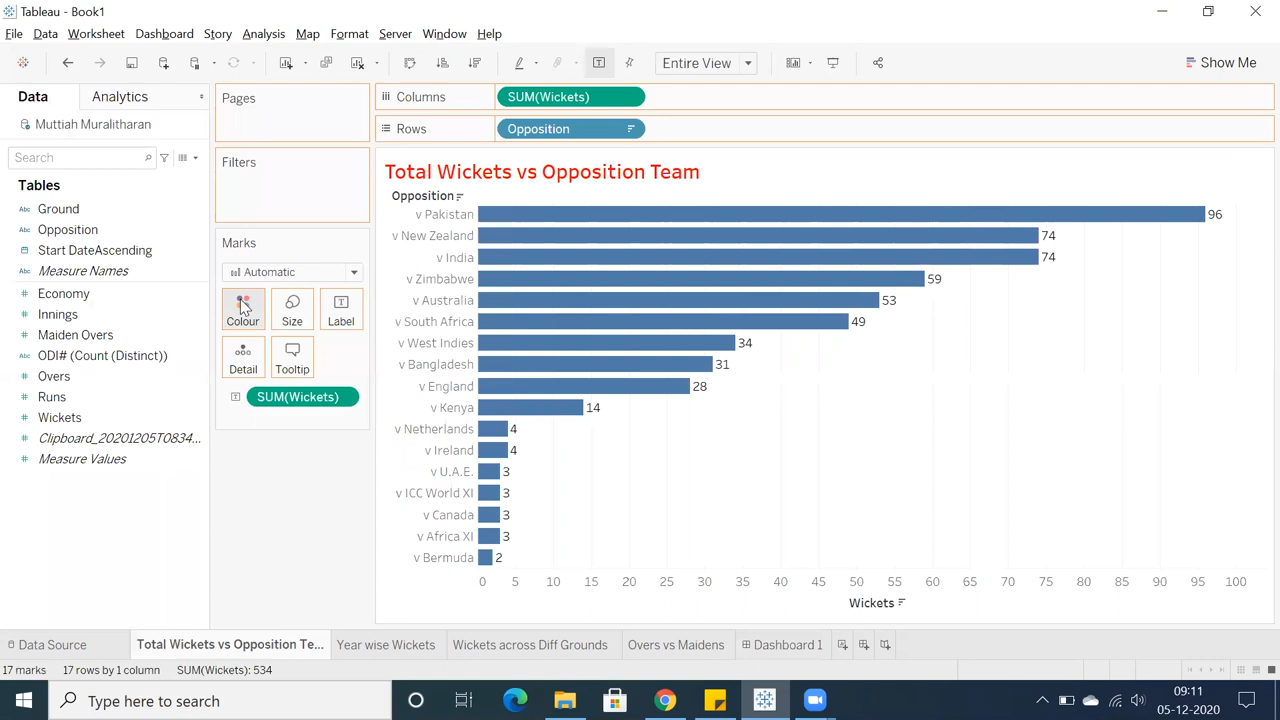 Tableau - Book1
File Data Worksheet Dashboard Story Analysis Map Format Server Window Help
Entire View
Show Me
Data Analytics
Muttiah Muralitharan
Search
Tables
Abc Ground
Abc Opposition
Start DateAscending
Abc Measure Names
# Economy
# Innings
# Maiden Overs
Abc ODI# (Count (Distinct))
# Overs
# Runs
# Wickets
# Clipboard_20201205T0834...
# Measure Values
Pages
Filters
Marks
Automatic
Colour Size Label
Detail Tooltip
SUM(Wickets)
Columns SUM(Wickets)
Rows Opposition
Total Wickets vs Opposition Team
Opposition
v Pakistan 96
v New Zealand 74
v India 74
v Zimbabwe 59
v Australia 53
v South Africa 49
v West Indies 34
v Bangladesh 31
v England 28
v Kenya 14
v Netherlands 4
v Ireland 4
v U.A.E. 3
v ICC World XI 3
v Canada 3
v Africa XI 3
v Bermuda 2
0 5 10 15 20 25 30 35 40 45 50 55 60 65 70 75 80 85 90 95 100
Wickets
Data Source Total Wickets vs Opposition Te... Year wise Wickets Wickets across Diff Grounds Overs vs Maidens Dashboard 1
17 marks 17 rows by 1 column SUM(Wickets): 534
Type here to search
09:11
05-12-2020